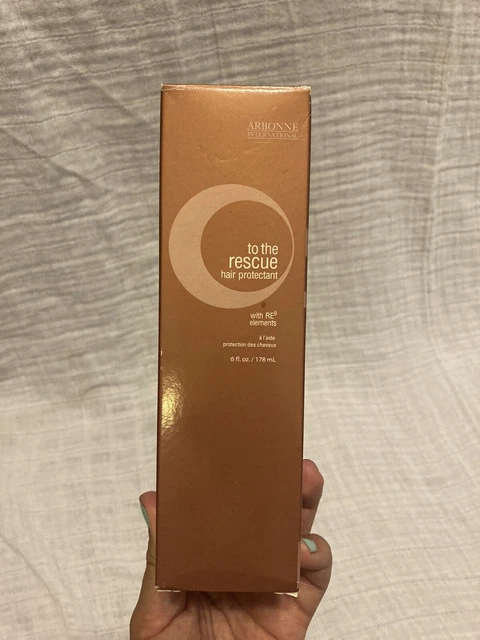 ARBONNE
INTERNATIONAL
to the
rescue
hair protectant
with RE⁹
elements
à l'aide
protection des cheveux
6 fl. oz. / 178 mL